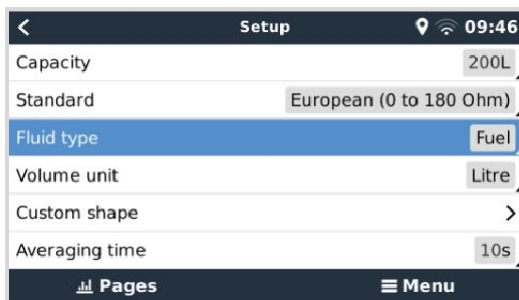 Setup 09:46
Capacity 200L
Standard European (0 to 180 Ohm)
Fluid type Fuel
Volume unit Litre
Custom shape
Averaging time 10s
Pages Menu